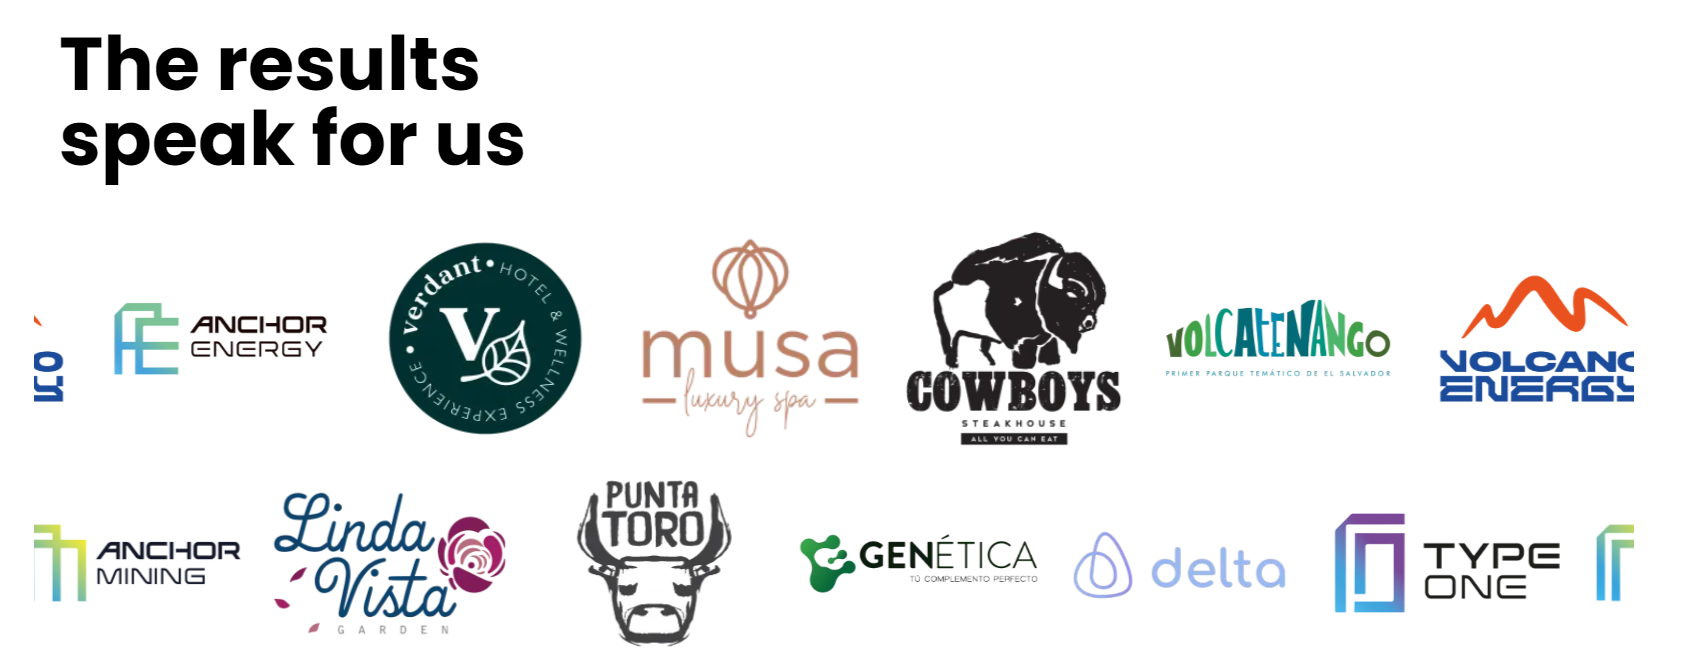 The results
speak for us
ANCHOR
ENERGY
verdant • HOTEL & WELLNESS EXPERIENCE •
V
musa
luxury spa
COWBOYS
STEAKHOUSE
ALL YOU CAN EAT
VOLCATENANGO
PRIMER PARQUE TEMÁTICO DE EL SALVADOR
VOLCANO
ENERGY
ANCHOR
MINING
Linda
Vista
GARDEN
PUNTA
TORO
GENÉTICA
TÚ COMPLEMENTO PERFECTO
delta
TYPE
ONE